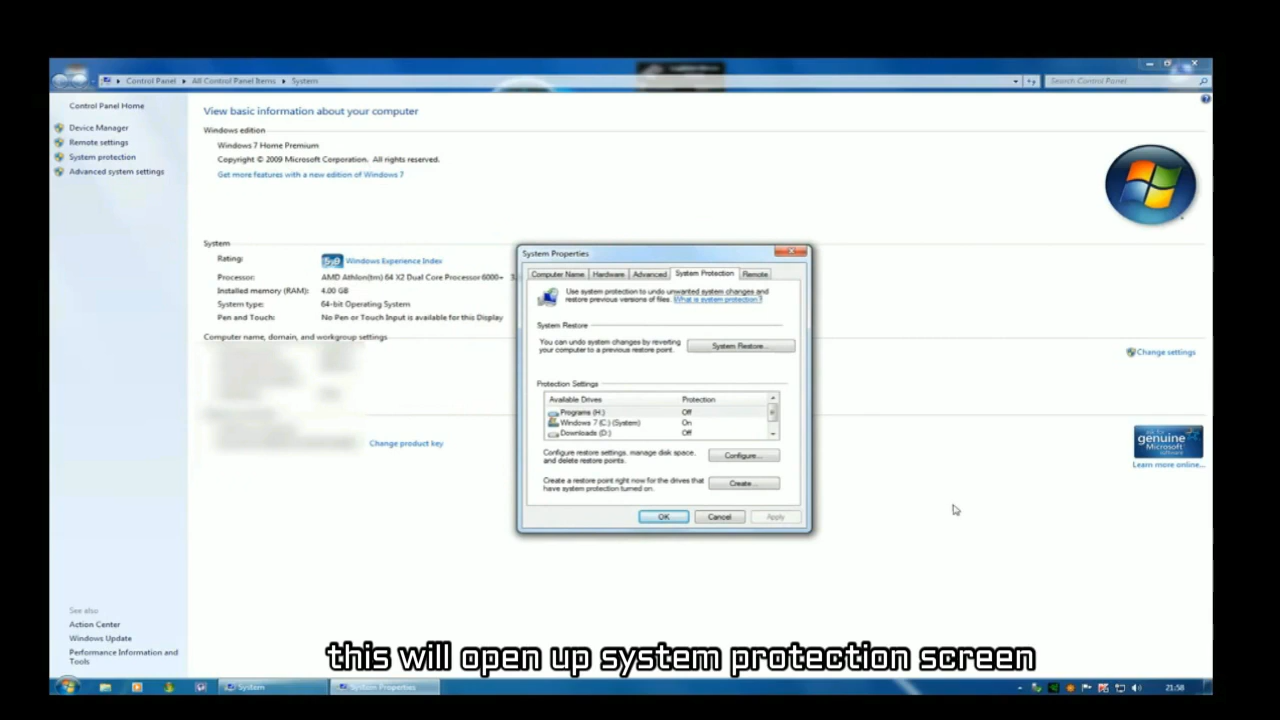 Control Panel
All Control Panel Items
System
Search Control Panel
Control Panel Home
Device Manager
Remote settings
System protection
Advanced system settings
View basic information about your computer
Windows edition
Windows 7 Home Premium
Copyright © 2009 Microsoft Corporation. All rights reserved.
Get more features with a new edition of Windows 7
System
Rating:
5.9 Windows Experience Index
Processor:
AMD Athlon(tm) 64 X2 Dual Core Processor 6000+
Installed memory (RAM):
4.00 GB
System type:
64-bit Operating System
Pen and Touch:
No Pen or Touch Input is available for this Display
Computer name, domain, and workgroup settings
Change settings
Change product key
ask for
genuine
Microsoft
software
Learn more online...
System Properties
Computer Name
Hardware
Advanced
System Protection
Remote
Use system protection to undo unwanted system changes and
restore previous versions of files. What is system protection?
System Restore
You can undo system changes by reverting
your computer to a previous restore point.
System Restore...
Protection Settings
Available Drives
Protection
Programs (H:)
Off
Windows 7 (C:) (System)
On
Downloads (D:)
Off
Configure restore settings, manage disk space,
and delete restore points.
Configure...
Create a restore point right now for the drives that
have system protection turned on.
Create...
OK
Cancel
Apply
See also
Action Center
Windows Update
Performance Information and
Tools
this will open up system protection screen
System
System Properties
21:58